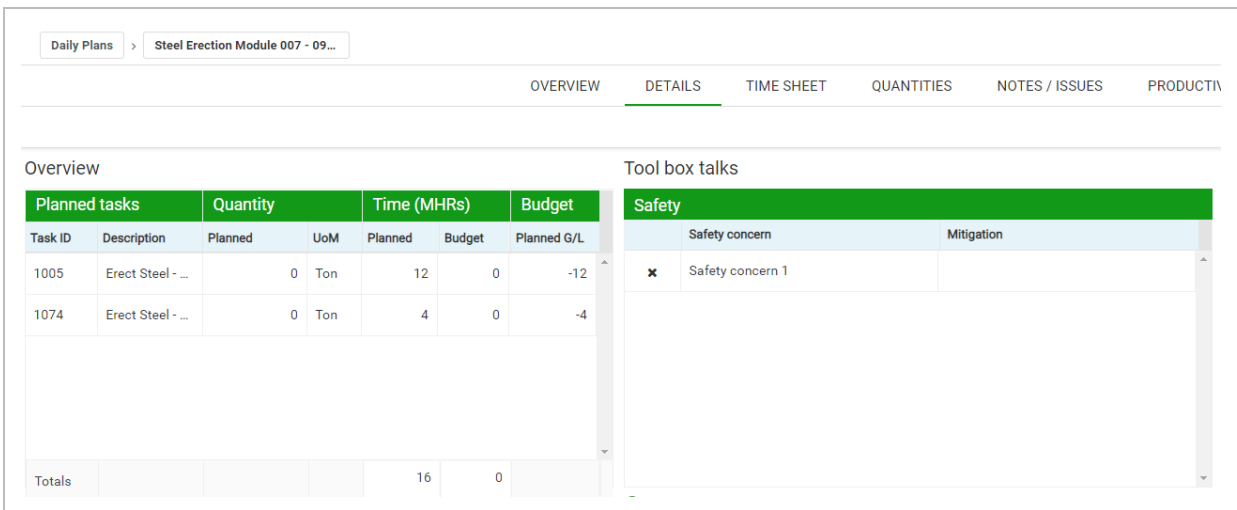 Daily Plans > Steel Erection Module 007 - 09...
OVERVIEW DETAILS TIME SHEET QUANTITIES NOTES / ISSUES PRODUCTIV
Overview
Planned tasks Quantity Time (MHRs) Budget
Task ID Description Planned UoM Planned Budget Planned G/L
1005 Erect Steel - ... 0 Ton 12 0 -12
1074 Erect Steel - ... 0 Ton 4 0 -4
Totals 16 0
Tool box talks
Safety
Safety concern Mitigation
Safety concern 1